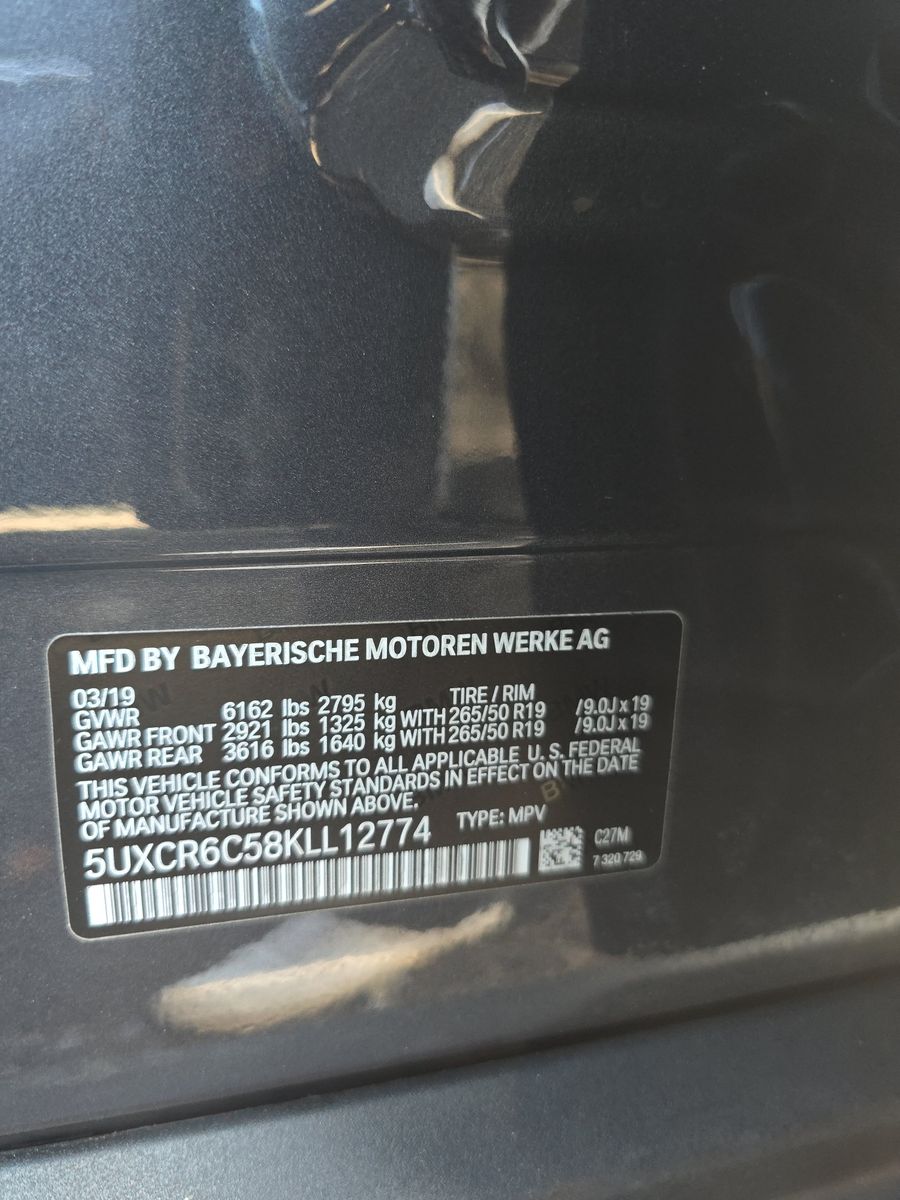 MFD BY BAYERISCHE MOTOREN WERKE AG
03/19 TIRE / RIM
GVWR 6162 lbs 2795 kg
GAWR FRONT 2921 lbs 1325 kg WITH 265/50 R19 /9.0J x 19
GAWR REAR 3616 lbs 1640 kg WITH 265/50 R19 /9.0J x 19
THIS VEHICLE CONFORMS TO ALL APPLICABLE U.S. FEDERAL
MOTOR VEHICLE SAFETY STANDARDS IN EFFECT ON THE DATE
OF MANUFACTURE SHOWN ABOVE.
5UXCR6C58KLL12774 TYPE: MPV
C27M
7 320 729